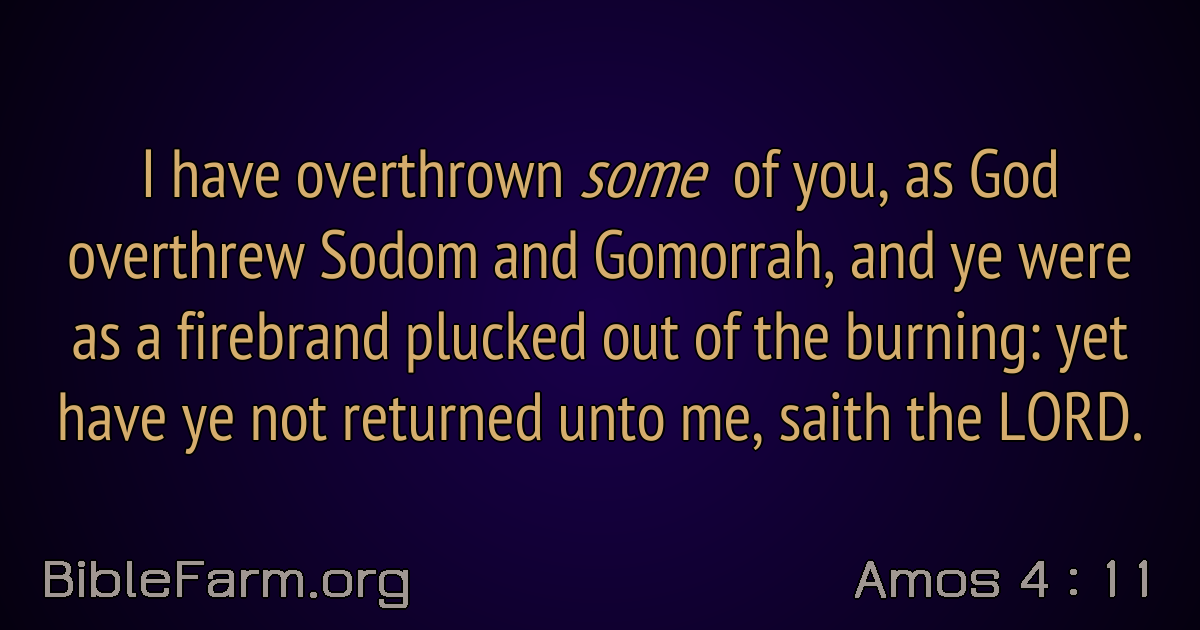 I have overthrown some of you, as God
overthrew Sodom and Gomorrah, and ye were
as a firebrand plucked out of the burning: yet
have ye not returned unto me, saith the LORD.
BibleFarm.org
Amos 4 : 11